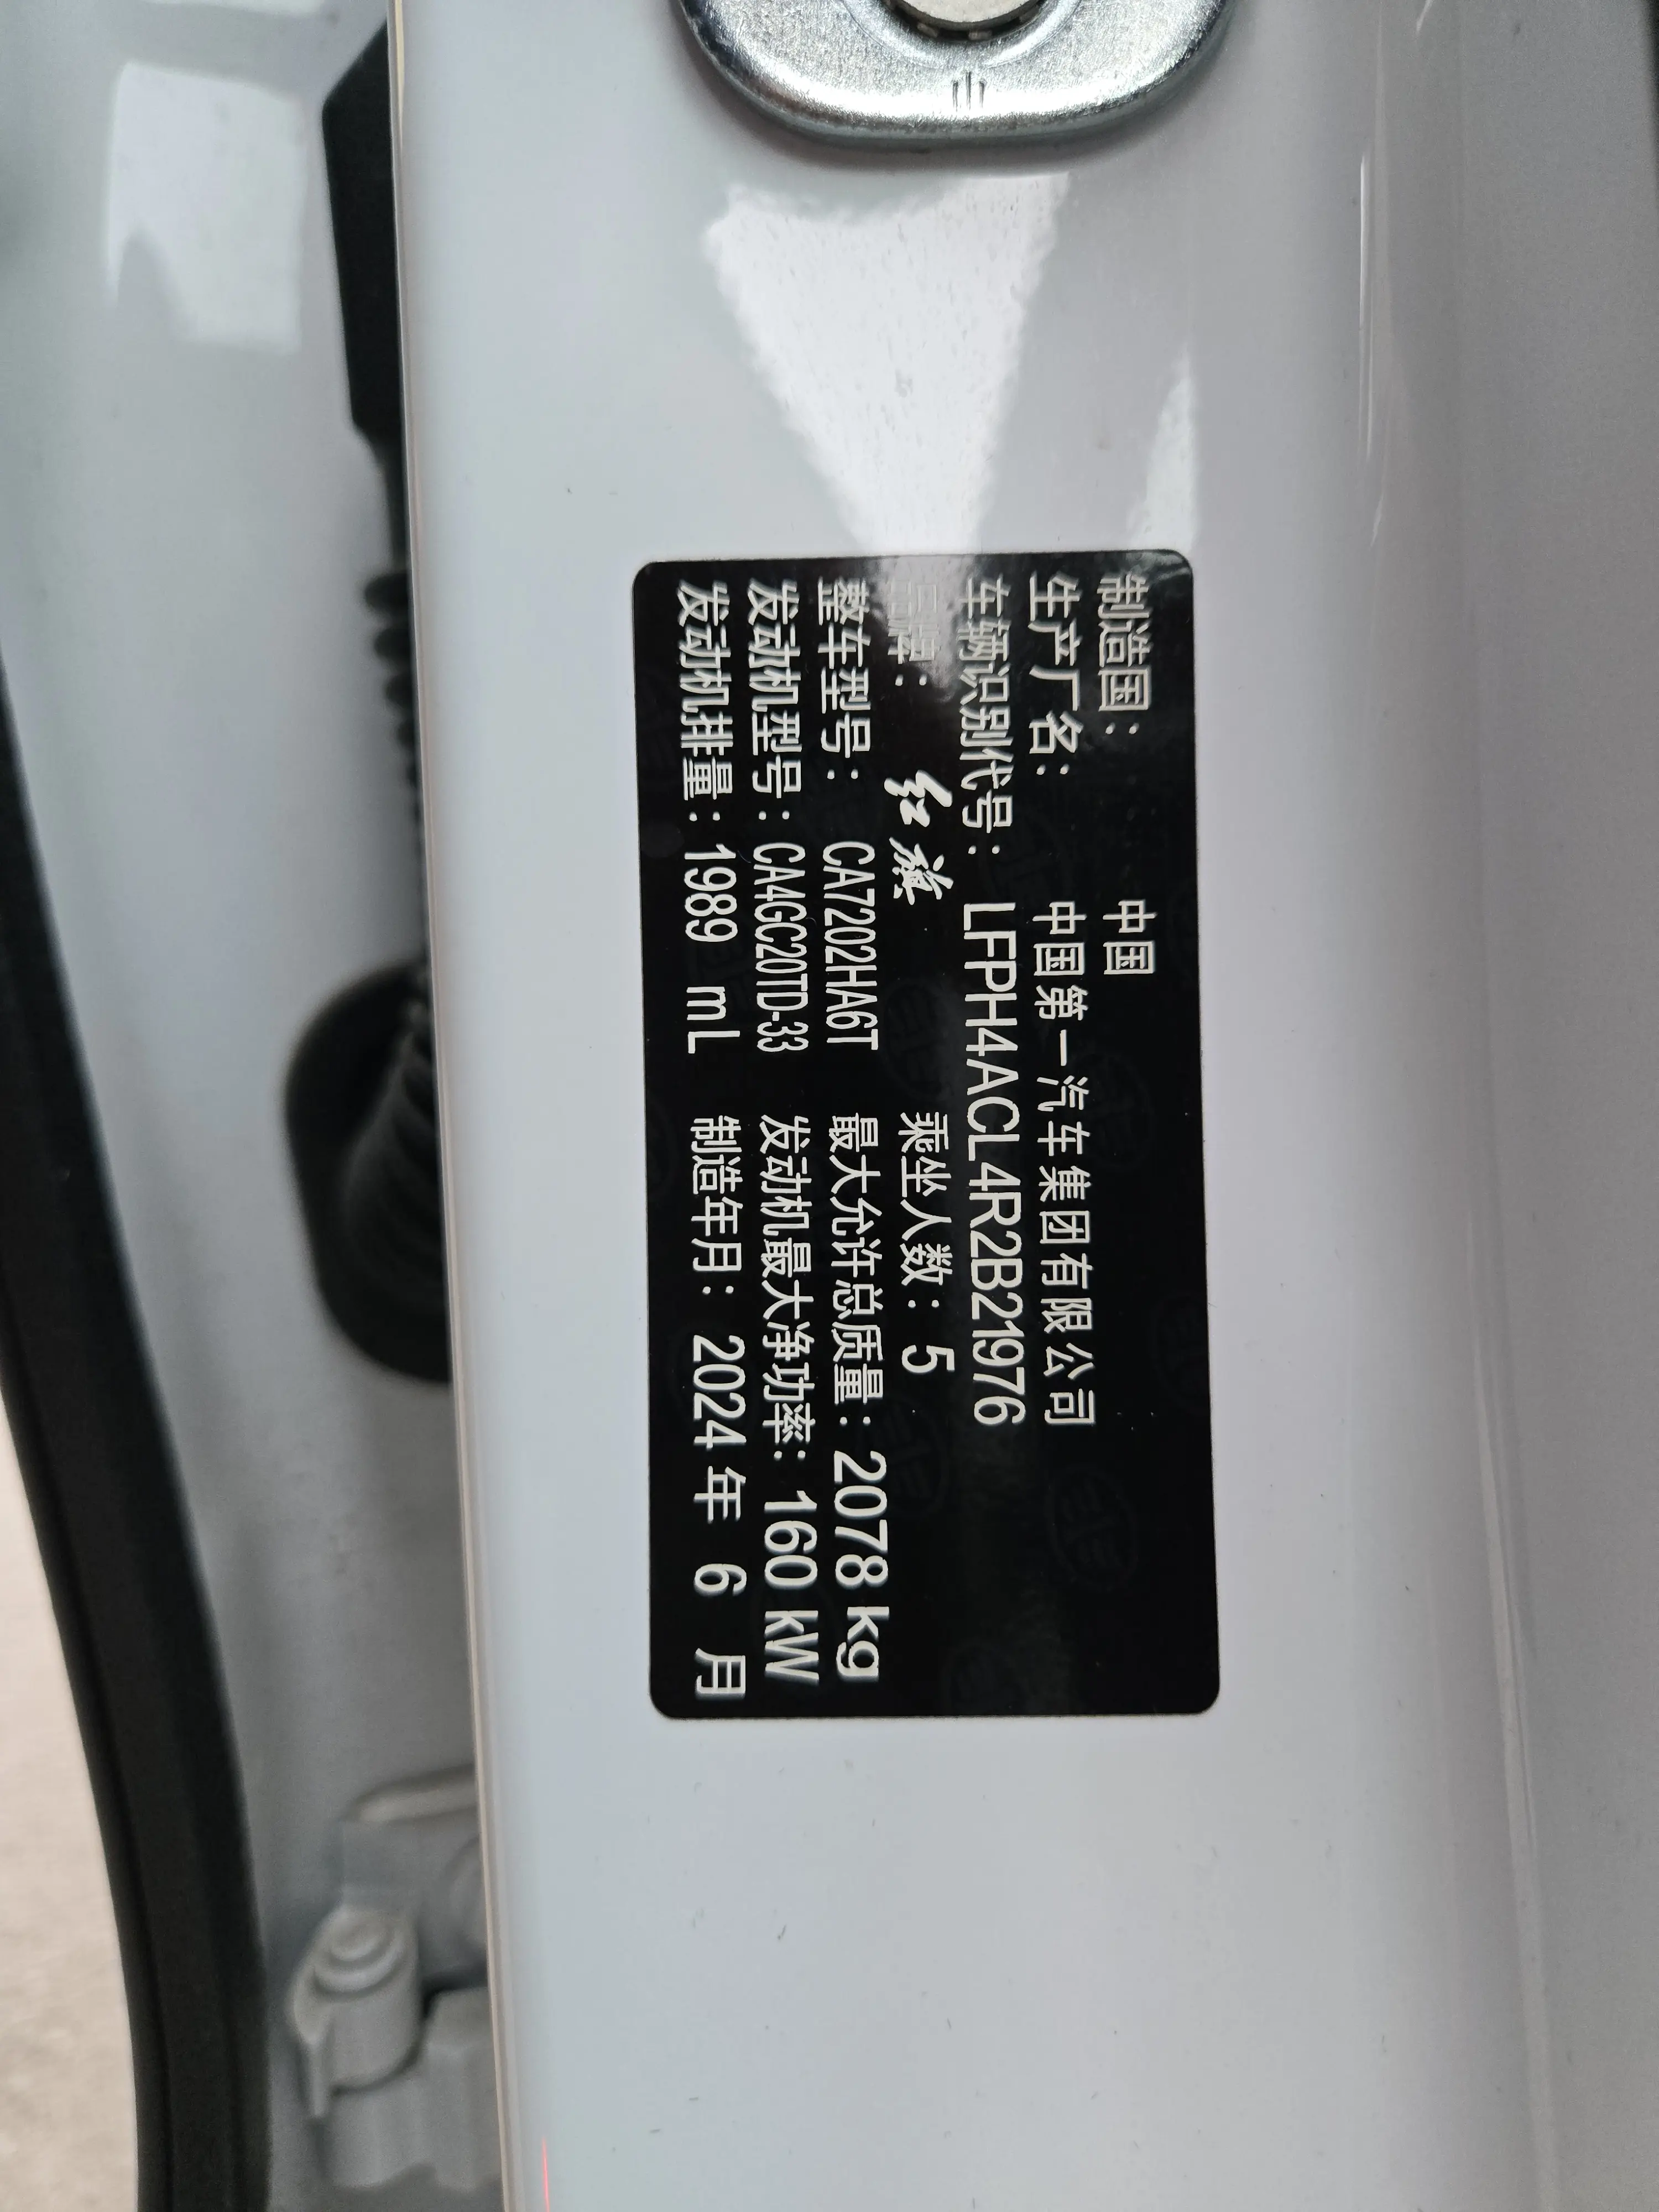 制造国： 中国
生产厂名： 中国第一汽车集团有限公司
车辆识别代号： LFPH4ACL4R2B21976
品牌： 红旗 乘坐人数： 5
整车型号： CA7202HA6T 最大允许总质量： 2078 kg
发动机型号： CA4GC20TD-33 发动机最大净功率： 160 kW
发动机排量： 1989 mL 制造年月： 2024 年 6 月